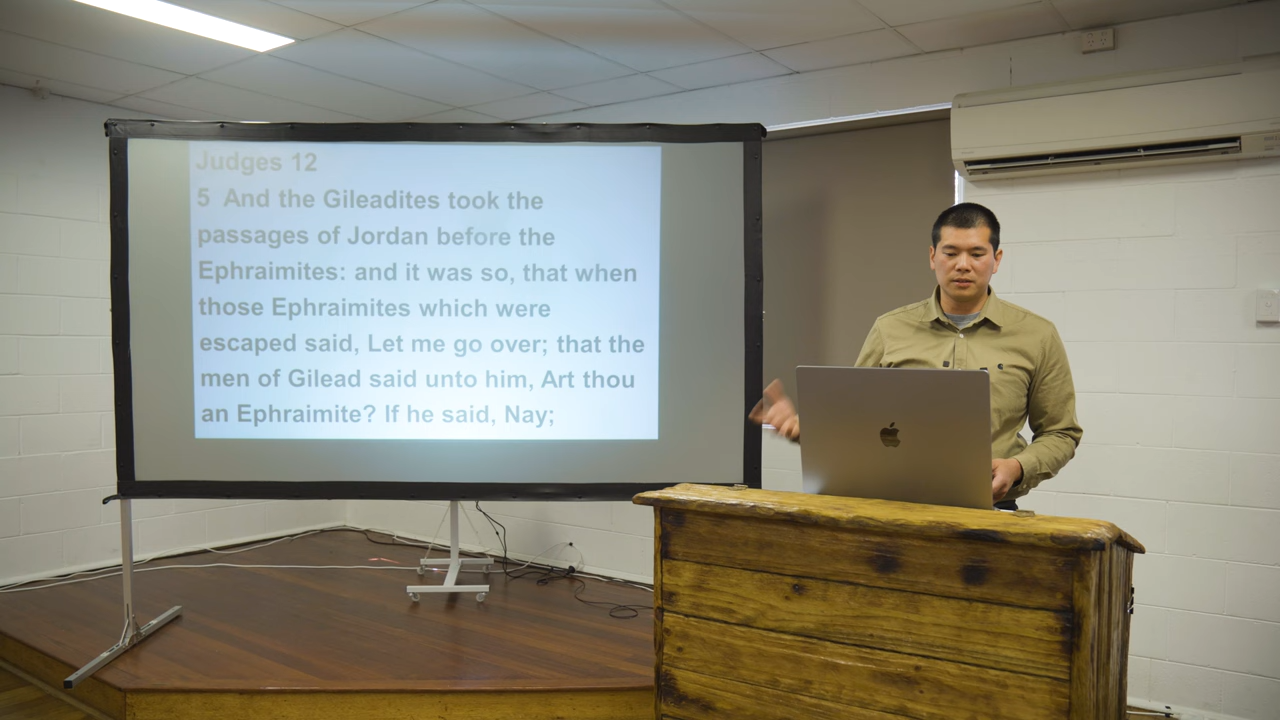 Judges 12
5 And the Gileadites took the
passages of Jordan before the
Ephraimites: and it was so, that when
those Ephraimites which were
escaped said, Let me go over; that the
men of Gilead said unto him, Art thou
an Ephraimite? If he said, Nay;